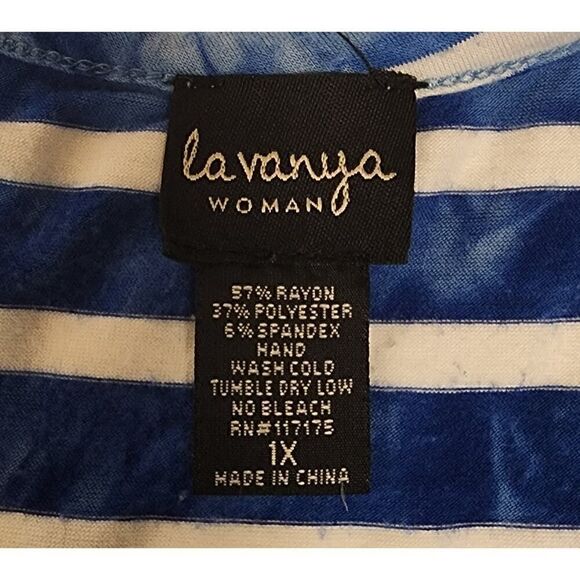 lavanya
WOMAN
57% RAYON
37% POLYESTER
6% SPANDEX
HAND
WASH COLD
TUMBLE DRY LOW
NO BLEACH
RN#117175
1X
MADE IN CHINA